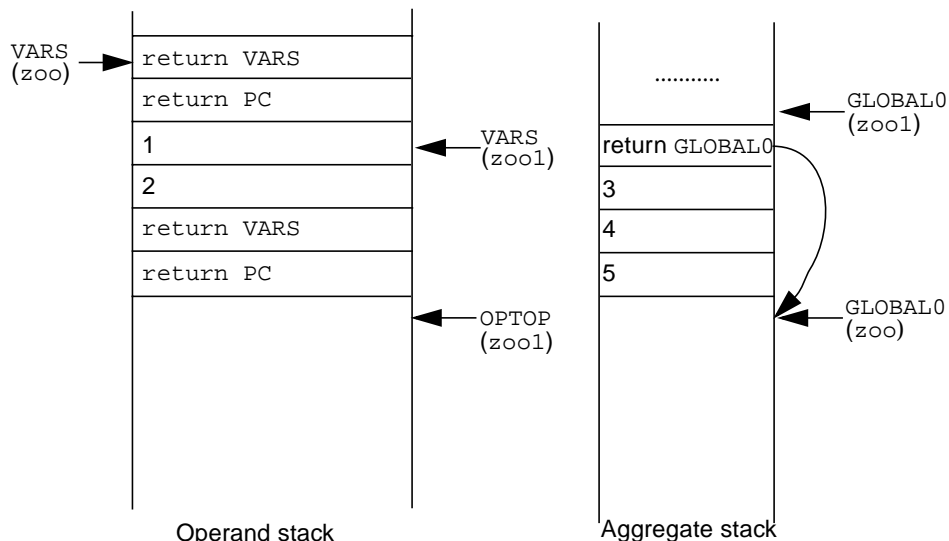 VARS
(zoo)
return VARS
return PC
1
2
return VARS
return PC
VARS
(zoo1)
OPTOP
(zoo1)
Operand stack
...........
return GLOBAL0
3
4
5
GLOBAL0
(zoo1)
GLOBAL0
(zoo)
Aggregate stack